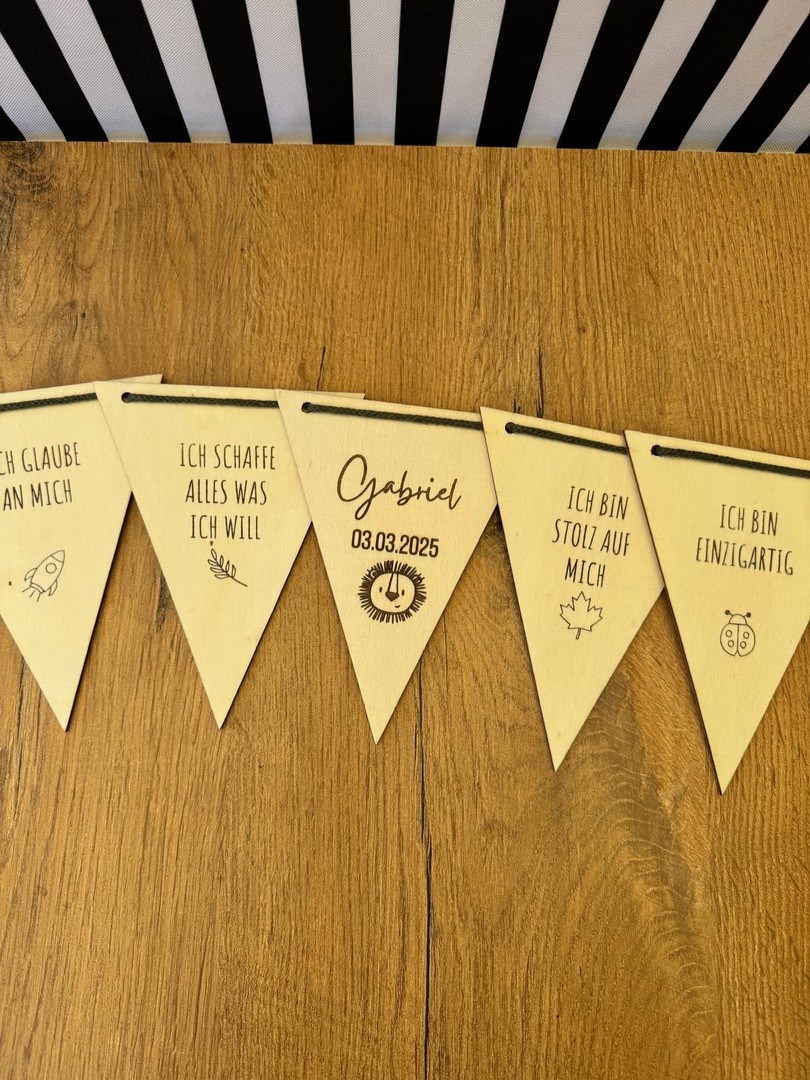 CH GLAUBE
AN MICH
ICH SCHAFFE
ALLES WAS
ICH WILL
Gabriel
03.03.2025
ICH BIN
STOLZ AUF
MICH
ICH BIN
EINZIGARTIG